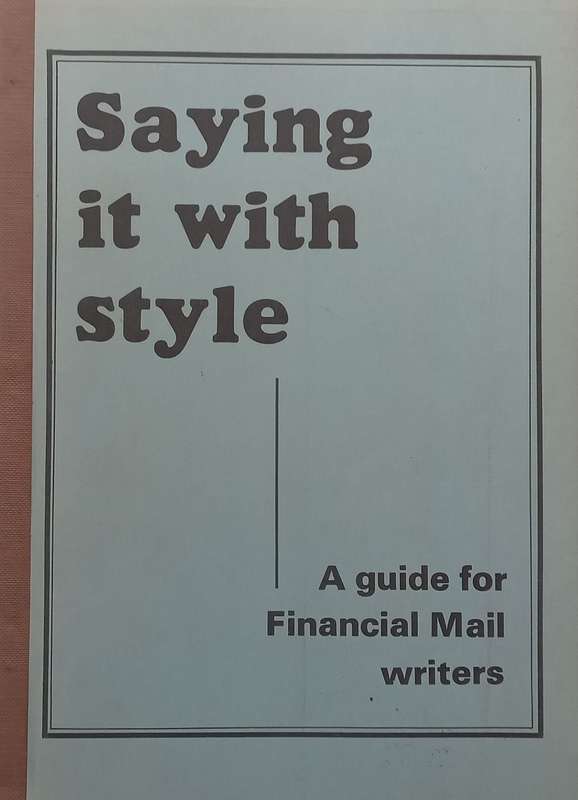 Saying
it with
style
A guide for
Financial Mail
writers